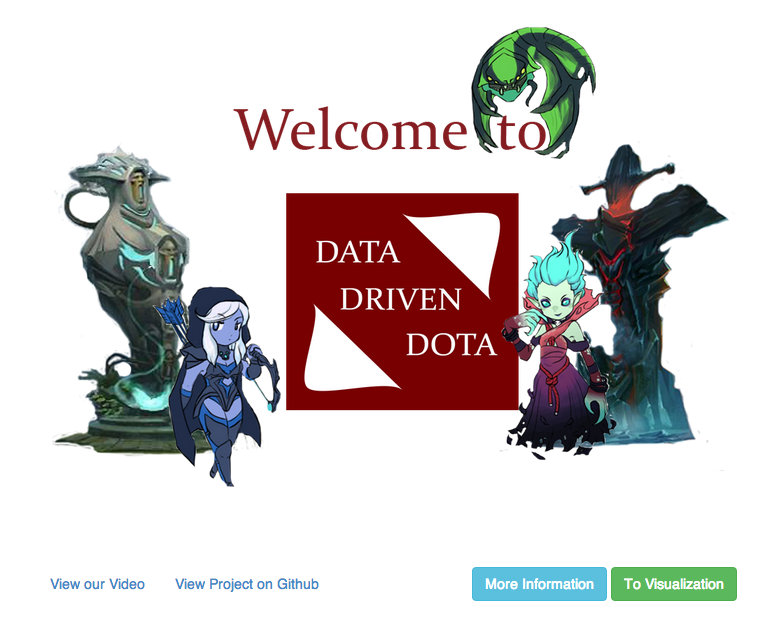 Welcome to
DATA
DRIVEN
DOTA
View our Video
View Project on Github
More Information
To Visualization